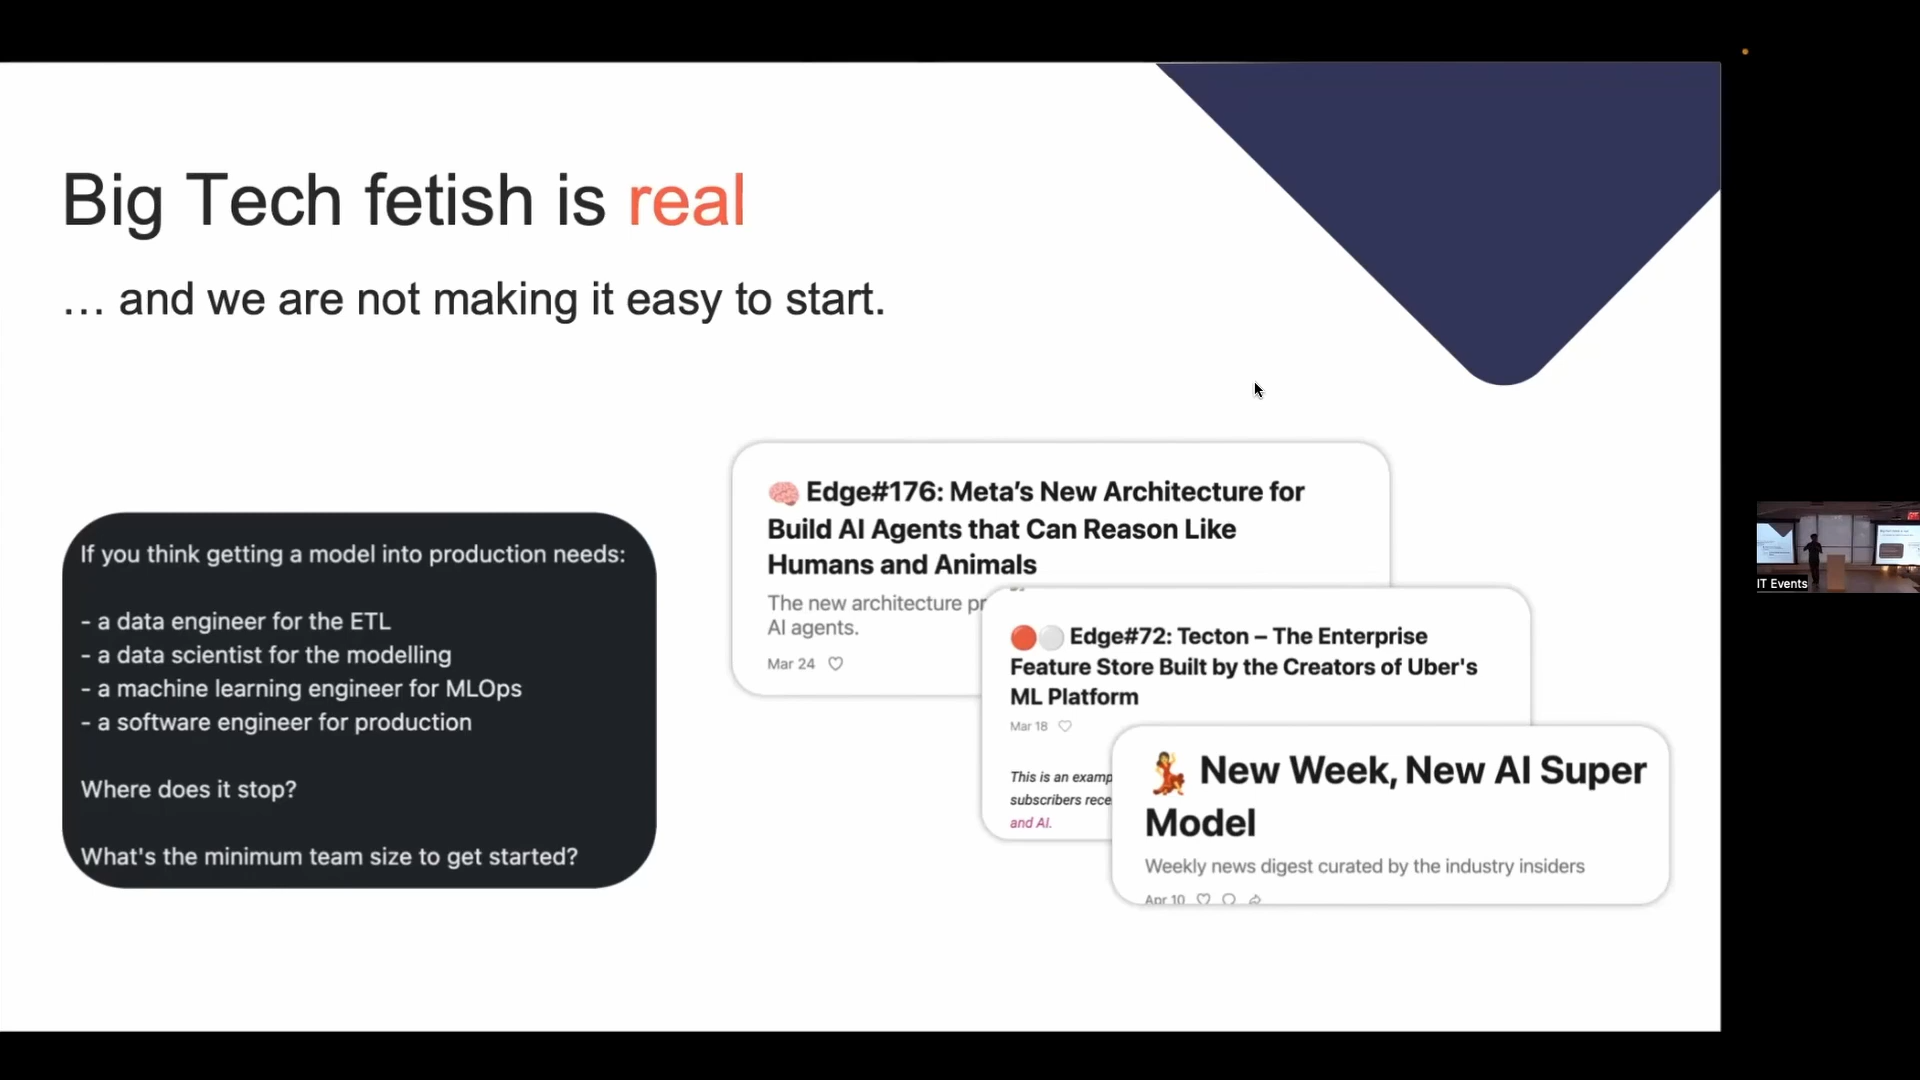 Big Tech fetish is real
… and we are not making it easy to start.
If you think getting a model into production needs:
- a data engineer for the ETL
- a data scientist for the modelling
- a machine learning engineer for MLOps
- a software engineer for production
Where does it stop?
What's the minimum team size to get started?
🧠 Edge#176: Meta's New Architecture for
Build AI Agents that Can Reason Like
Humans and Animals
The new architecture
AI agents.
Mar 24
🔴⚪ Edge#72: Tecton – The Enterprise
Feature Store Built by the Creators of Uber's
ML Platform
Mar 18
This is an
subscribers
and AI.
💃 New Week, New AI Super
Model
Weekly news digest curated by the industry insiders
Apr 10
IT Events